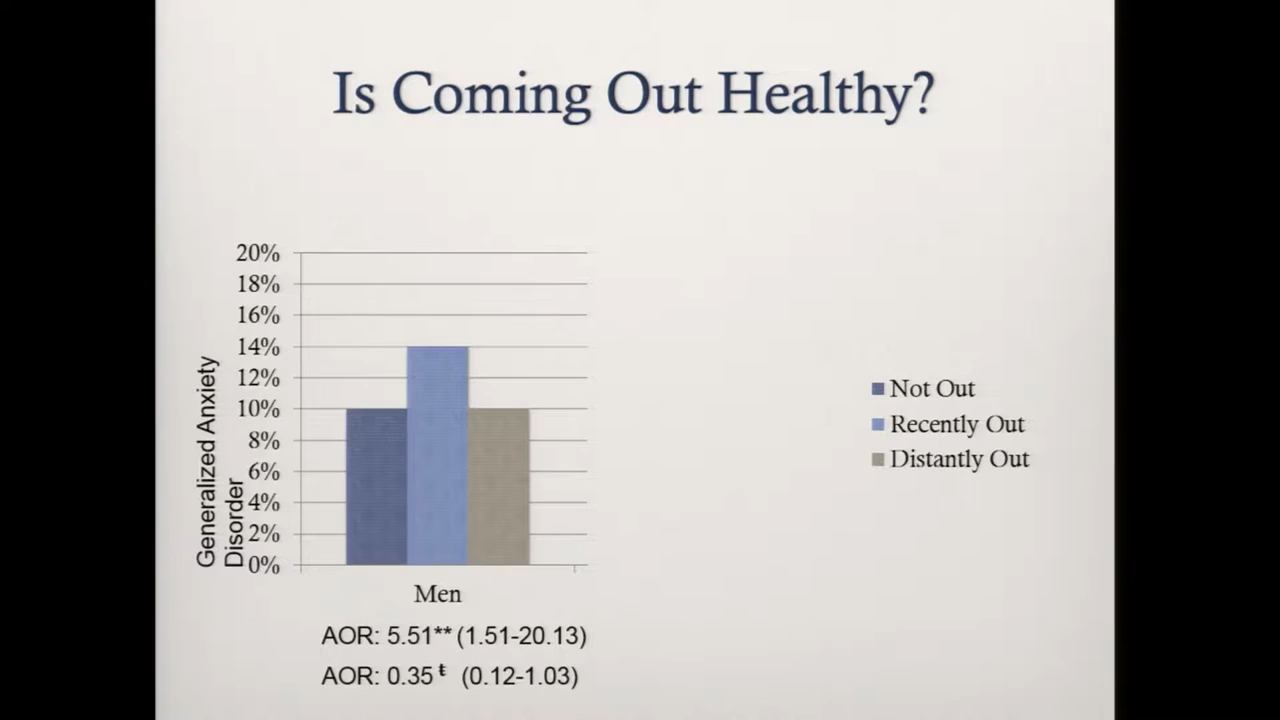 Is Coming Out Healthy?
20%
18%
16%
14%
12%
10%
8%
6%
4%
2%
0%
Generalized Anxiety
Disorder
Men
Not Out
Recently Out
Distantly Out
AOR: 5.51** (1.51-20.13)
AOR: 0.35 ŧ (0.12-1.03)